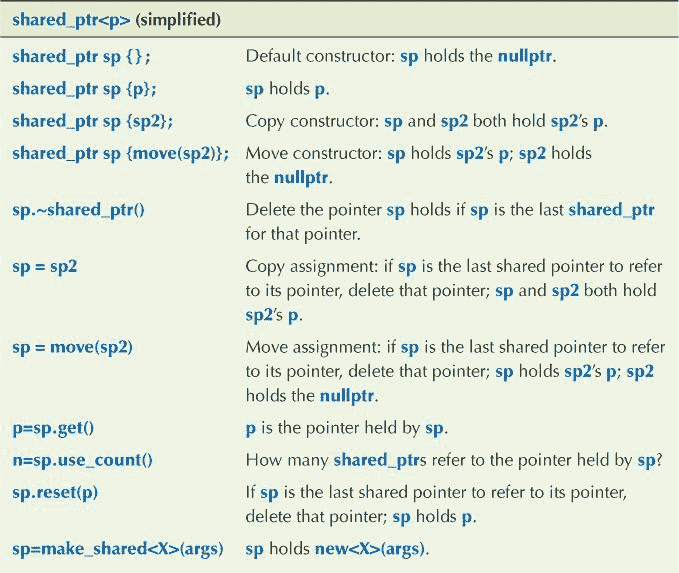 shared_ptr<p> (simplified)
shared_ptr sp {}; Default constructor: sp holds the nullptr.
shared_ptr sp {p}; sp holds p.
shared_ptr sp {sp2}; Copy constructor: sp and sp2 both hold sp2's p.
shared_ptr sp {move(sp2)}; Move constructor: sp holds sp2's p; sp2 holds
the nullptr.
sp.~shared_ptr() Delete the pointer sp holds if sp is the last shared_ptr
for that pointer.
sp = sp2 Copy assignment: if sp is the last shared pointer to refer
to its pointer, delete that pointer; sp and sp2 both hold
sp2's p.
sp = move(sp2) Move assignment: if sp is the last shared pointer to refer
to its pointer, delete that pointer; sp holds sp2's p; sp2
holds the nullptr.
p=sp.get() p is the pointer held by sp.
n=sp.use_count() How many shared_ptrs refer to the pointer held by sp?
sp.reset(p) If sp is the last shared pointer to refer to its pointer,
delete that pointer; sp holds p.
sp=make_shared<X>(args) sp holds new<X>(args).